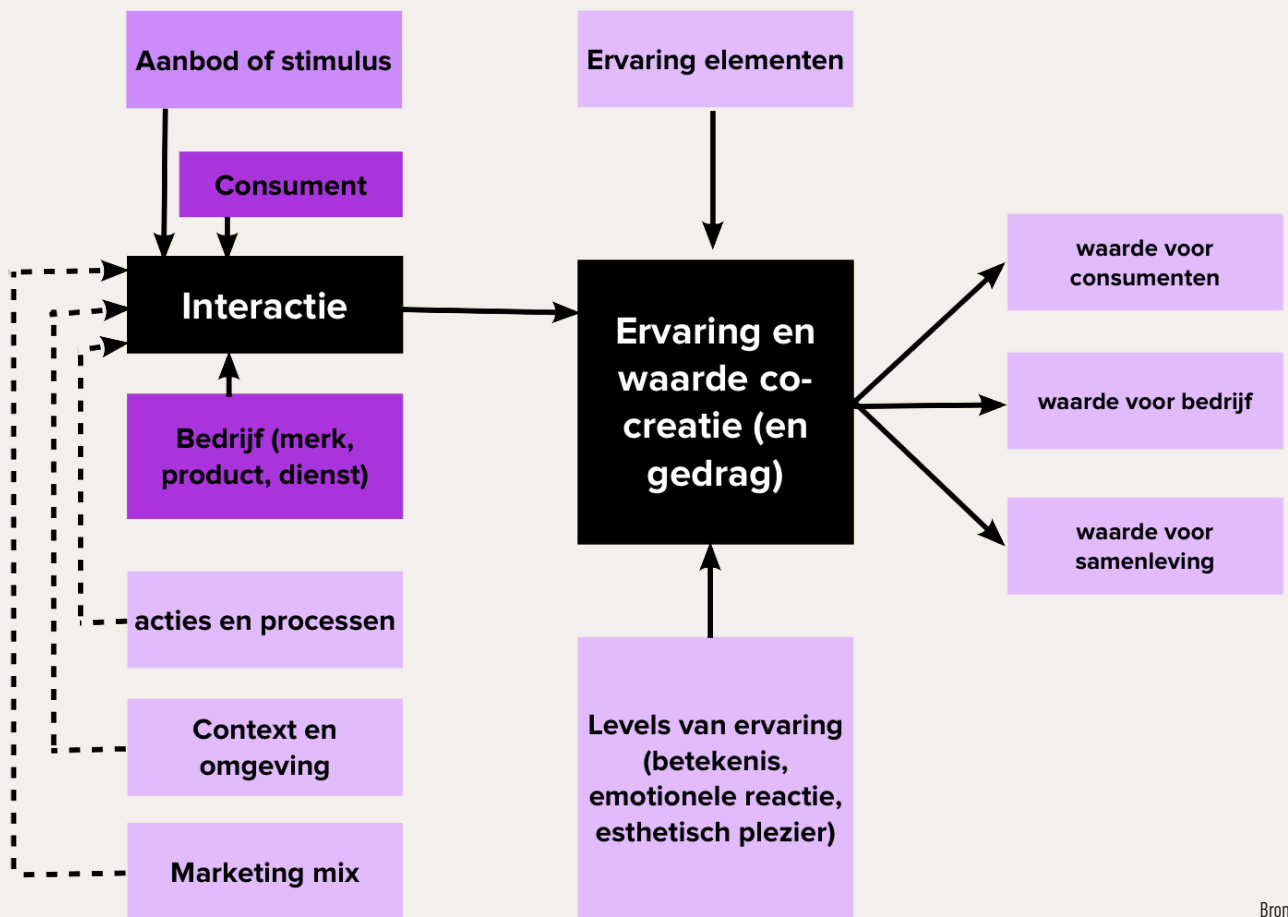 Aanbod of stimulus
Consument
Interactie
Bedrijf (merk,
product, dienst)
acties en processen
Context en
omgeving
Marketing mix
Ervaring elementen
Ervaring en
waarde co-
creatie (en
gedrag)
Levels van ervaring
(betekenis,
emotionele reactie,
esthetisch plezier)
waarde voor
consumenten
waarde voor bedrijf
waarde voor
samenleving
Bron